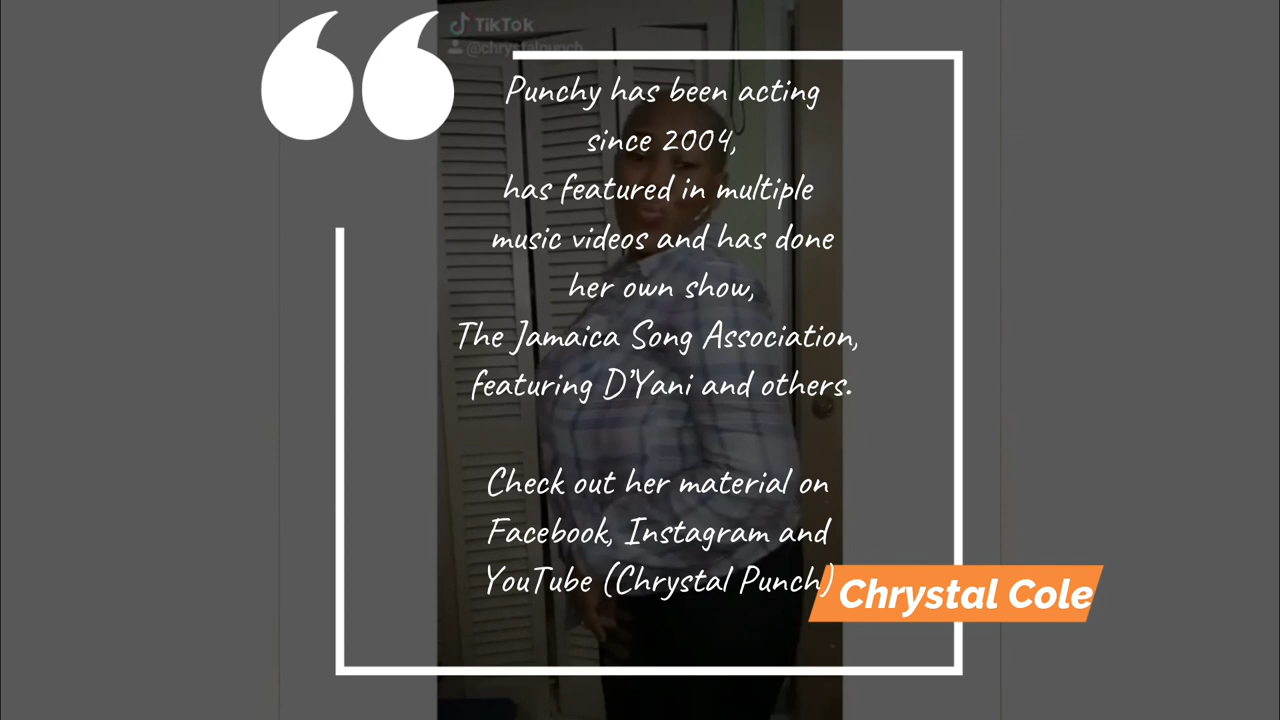 TikTok
@chrystalpunch
Punchy has been acting
since 2004,
has featured in multiple
music videos and has done
her own show,
The Jamaica Song Association,
featuring D'Yani and others.
Check out her material on
Facebook, Instagram and
YouTube (Chrystal Punch)
Chrystal Cole